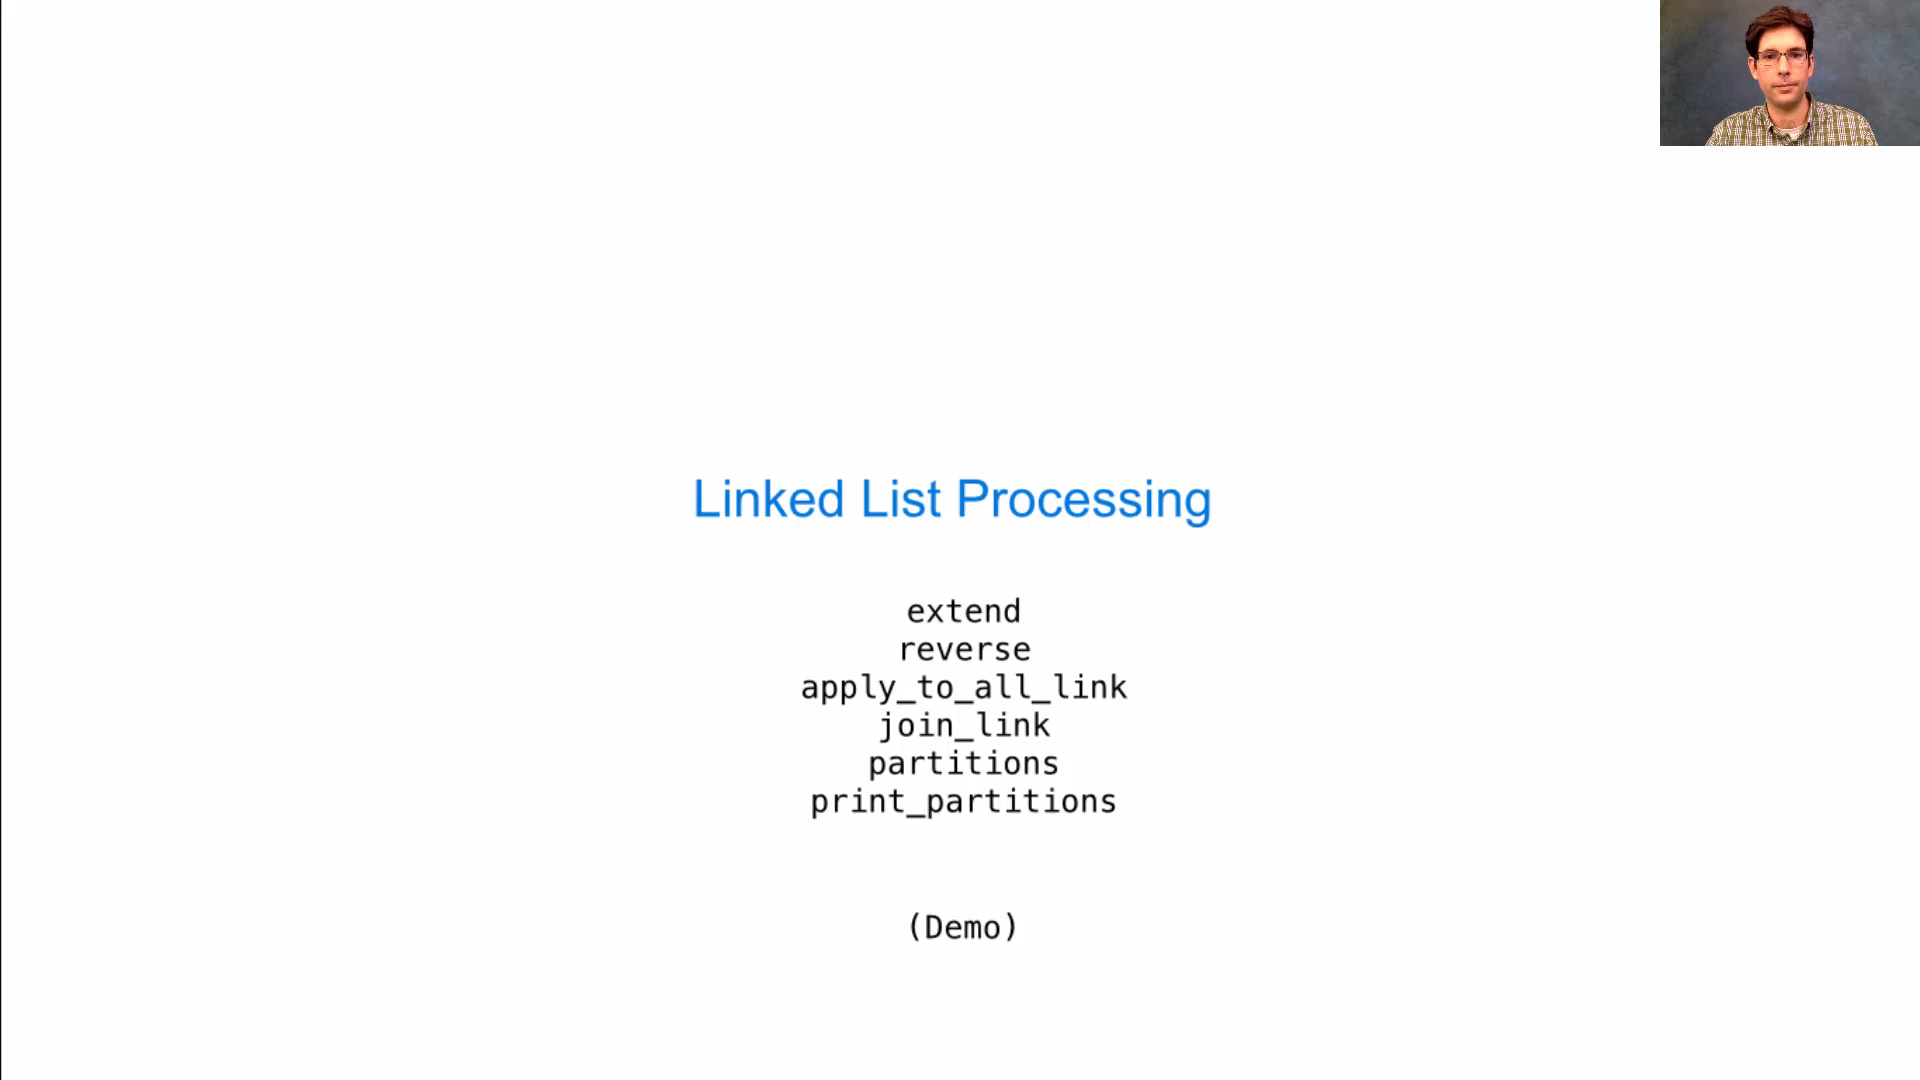 Linked List Processing
extend
reverse
apply_to_all_link
join_link
partitions
print_partitions
(Demo)